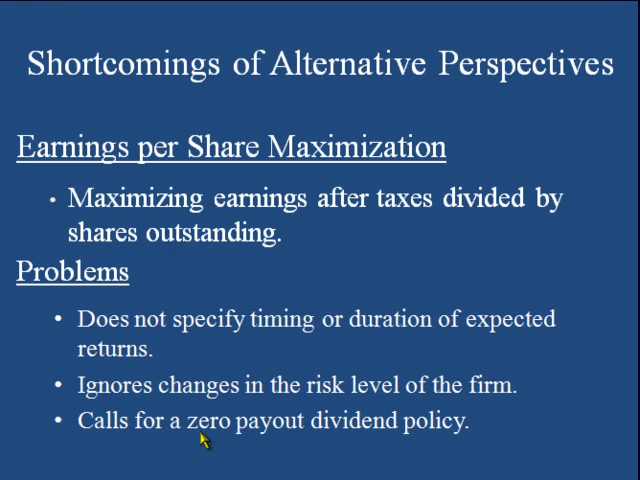 Shortcomings of Alternative Perspectives
Earnings per Share Maximization
• Maximizing earnings after taxes divided by
shares outstanding.
Problems
• Does not specify timing or duration of expected
returns.
• Ignores changes in the risk level of the firm.
• Calls for a zero payout dividend policy.